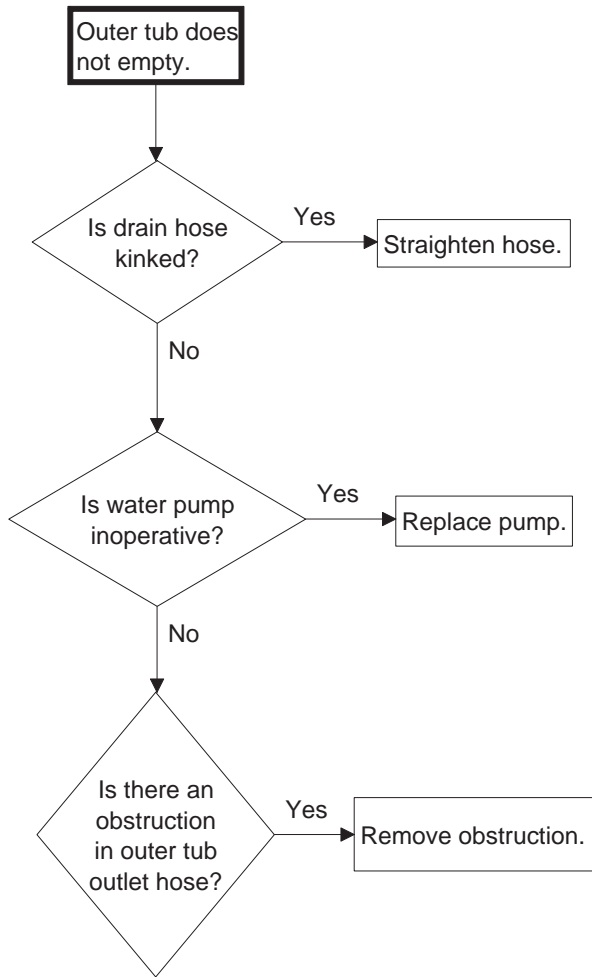 Outer tub does
not empty.
Is drain hose
kinked?
Yes
Straighten hose.
No
Is water pump
inoperative?
Yes
Replace pump.
No
Is there an
obstruction
in outer tub
outlet hose?
Yes
Remove obstruction.